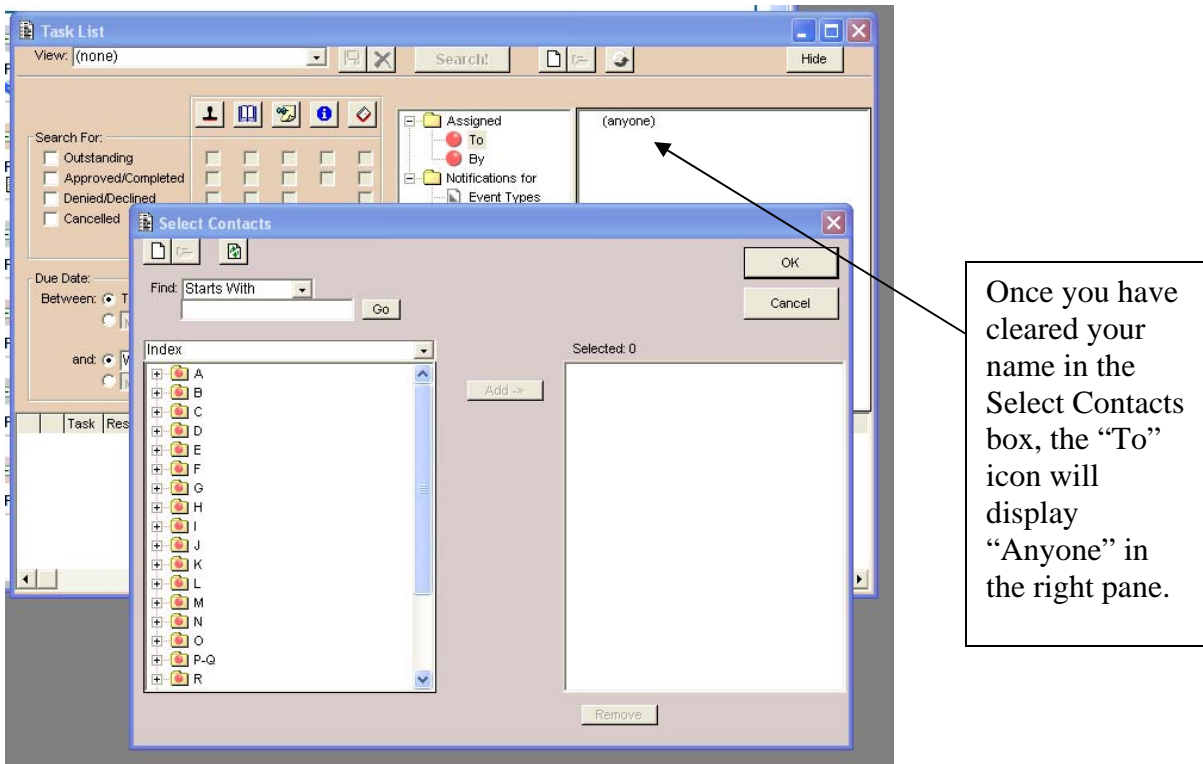 Task List
View: (none)
Search!
Hide
Search For:
Outstanding
Approved/Completed
Denied/Declined
Cancelled
Assigned
To
By
Notifications for
Event Types
(anyone)
Due Date:
Between:
and:
Task
Select Contacts
OK
Cancel
Find: Starts With
Go
Index
Selected: 0
A
B
C
D
E
F
G
H
I
J
K
L
M
N
O
P-Q
R
Add ->
Remove
Once you have
cleared your
name in the
Select Contacts
box, the “To”
icon will
display
“Anyone” in
the right pane.